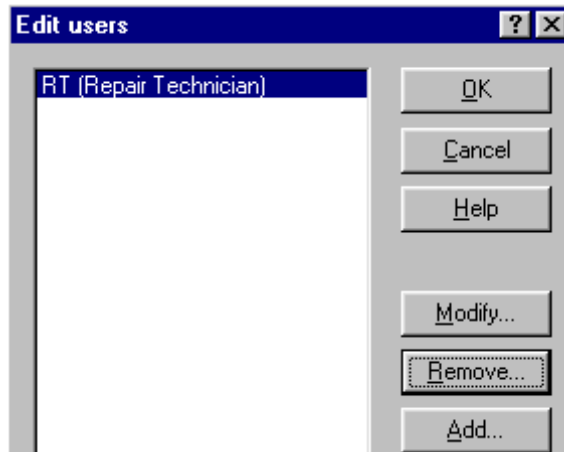 Edit users
RT (Repair Technician)
OK
Cancel
Help
Modify...
Remove...
Add...